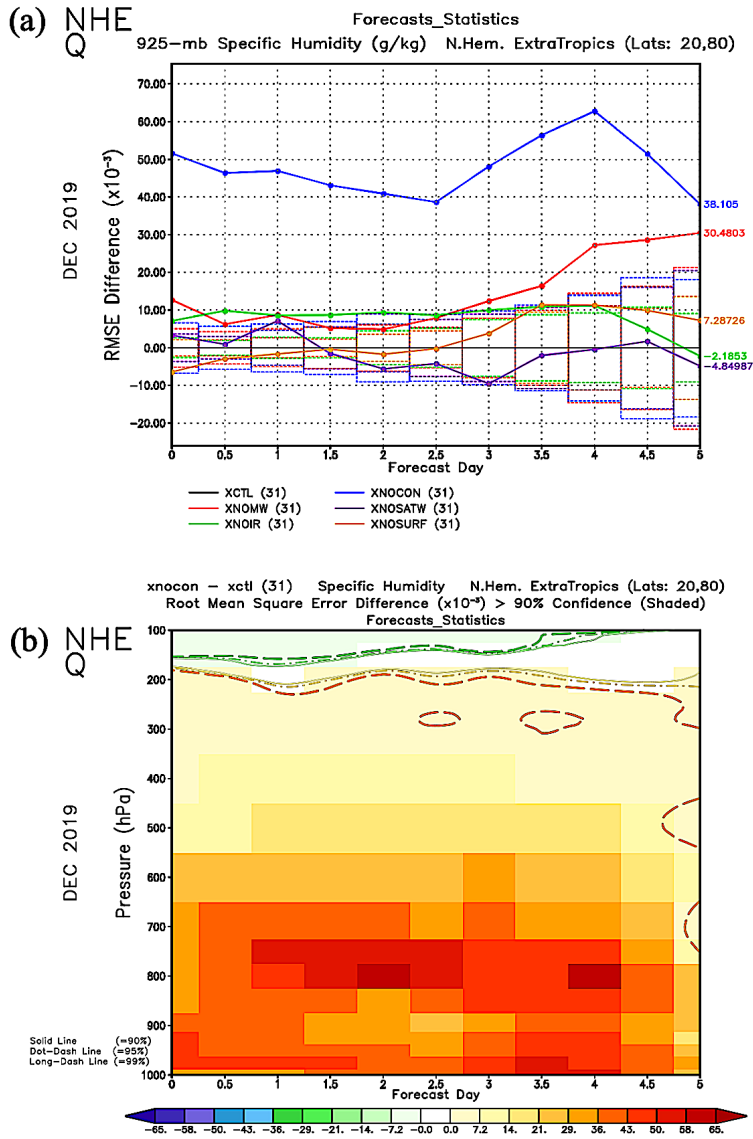 (a) NHE
Q
Forecasts_Statistics
925-mb Specific Humidity (g/kg) N.Hem. ExtraTropics (Lats: 20,80)
DEC 2019
RMSE Difference (x10⁻³)
70.00
60.00
50.00
40.00
30.00
20.00
10.00
0.00
-10.00
-20.00
38.105
30.4803
7.28726
-2.1853
-4.84987
0 0.5 1 1.5 2 2.5 3 3.5 4 4.5 5
Forecast Day
XCTL (31) XNOCON (31)
XNOMW (31) XNOSATW (31)
XNOIR (31) XNOSURF (31)
xnocon - xctl (31) Specific Humidity N.Hem. ExtraTropics (Lats: 20,80)
Root Mean Square Error Difference (x10⁻³) > 90% Confidence (Shaded)
Forecasts_Statistics
(b) NHE
Q
DEC 2019
Pressure (hPa)
100
200
300
400
500
600
700
800
900
1000
Solid Line (=90%)
Dot-Dash Line (=95%)
Long-Dash Line (=99%)
0 0.5 1 1.5 2 2.5 3 3.5 4 4.5 5
Forecast Day
-65. -58. -50. -43. -36. -29. -21. -14. -7.2 -0.0 0.0 7.2 14. 21. 29. 36. 43. 50. 58. 65.